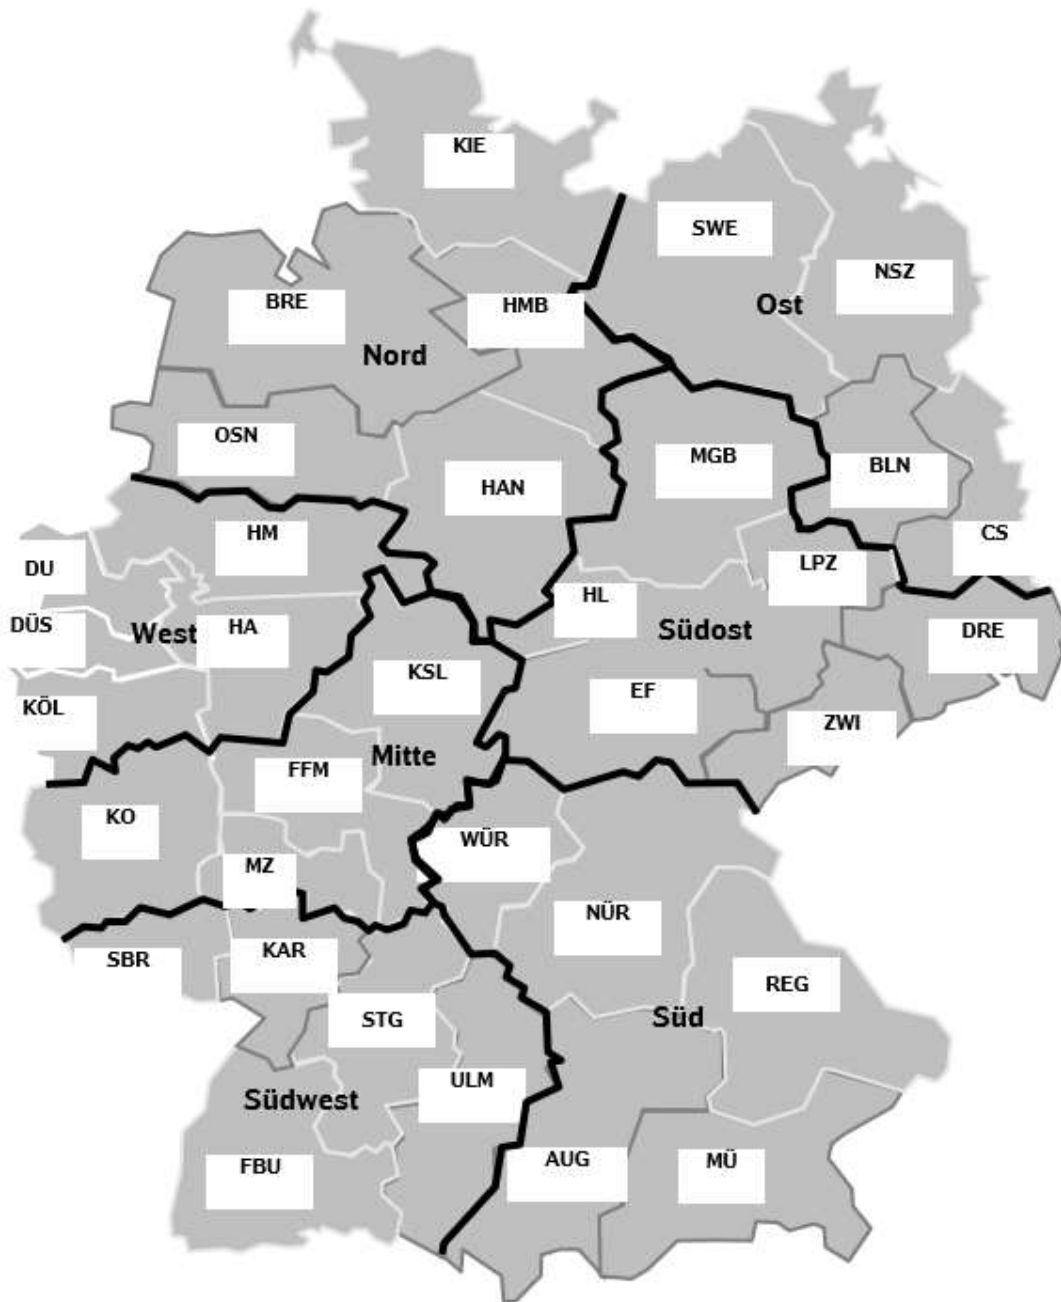 KIE
SWE
NSZ
BRE
HMB
Ost
Nord
OSN
MGB
BLN
HAN
HM
CS
DU
LPZ
HL
DÜS
West
HA
Südost
DRE
KSL
EF
KÖL
ZWI
Mitte
FFM
KO
WÜR
MZ
NÜR
KAR
SBR
REG
STG
Süd
ULM
Südwest
AUG
MÜ
FBU